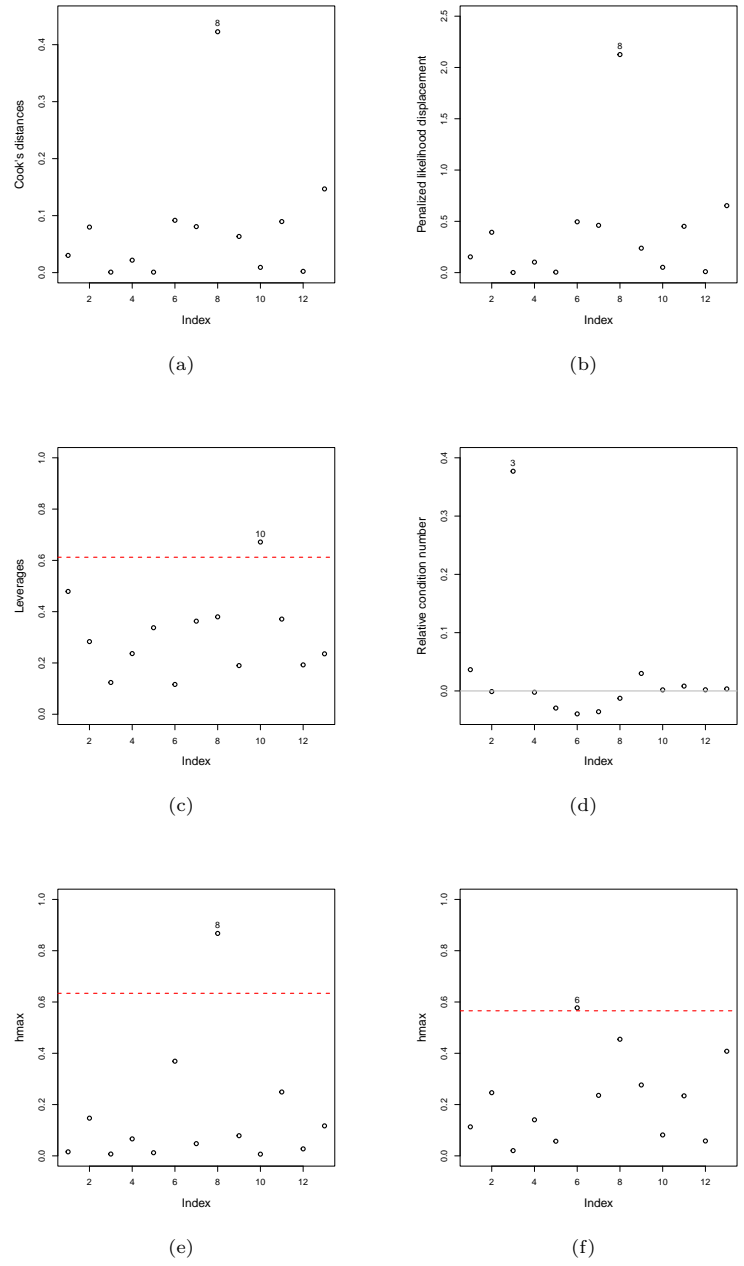 8
Cook's distances
0.0 0.1 0.2 0.3 0.4
2 4 6 8 10 12
Index
(a)
8
Penalized likelihood displacement
0.0 0.5 1.0 1.5 2.0 2.5
2 4 6 8 10 12
Index
(b)
10
Leverages
0.0 0.2 0.4 0.6 0.8 1.0
2 4 6 8 10 12
Index
(c)
3
Relative condition number
0.0 0.1 0.2 0.3 0.4
2 4 6 8 10 12
Index
(d)
8
hmax
0.0 0.2 0.4 0.6 0.8 1.0
2 4 6 8 10 12
Index
(e)
6
hmax
0.0 0.2 0.4 0.6 0.8 1.0
2 4 6 8 10 12
Index
(f)